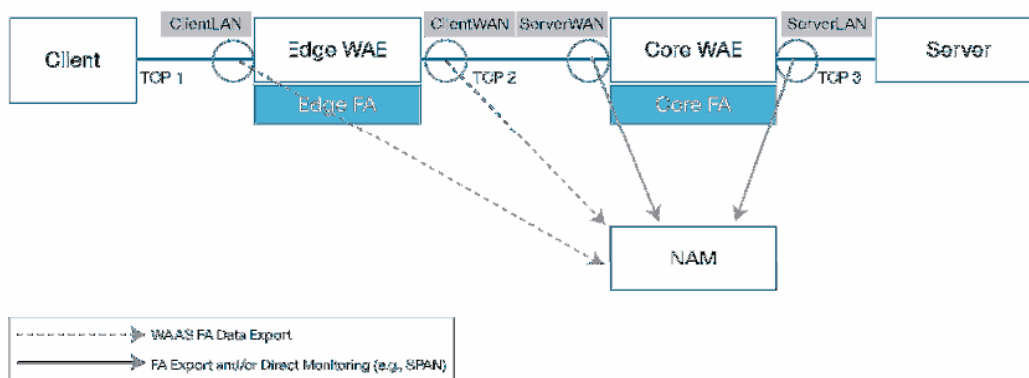 ClientLAN
ClientWAN
ServerWAN
ServerLAN
Client
Edge WAE
Core WAE
Server
TCP 1
TCP 2
TCP 3
Edge FA
Core FA
NAM
WAAS FA Data Export
FA Export and/or Direct Monitoring (e.g., SPAN)